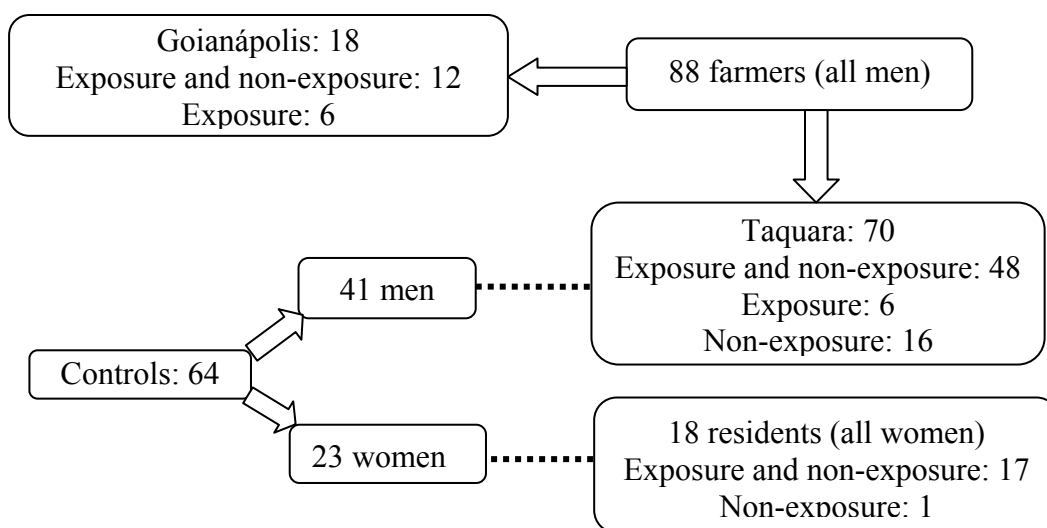 Goianápolis: 18
Exposure and non-exposure: 12
Exposure: 6
88 farmers (all men)
Taquara: 70
Exposure and non-exposure: 48
Exposure: 6
Non-exposure: 16
41 men
Controls: 64
23 women
18 residents (all women)
Exposure and non-exposure: 17
Non-exposure: 1